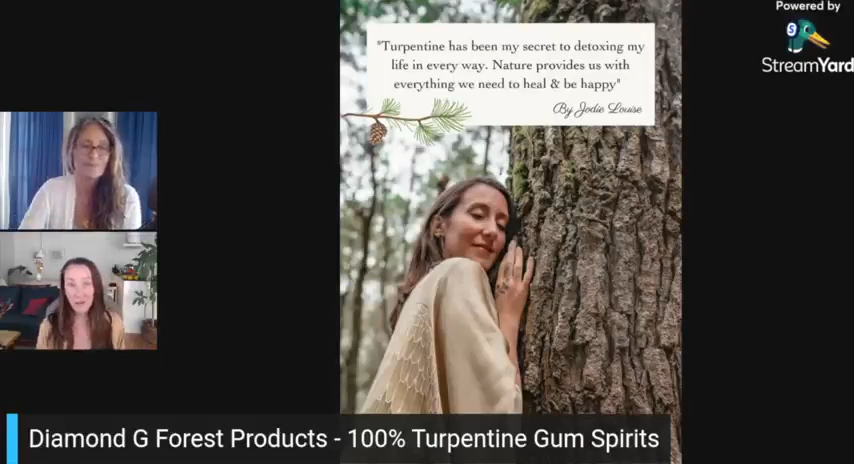 Powered by
StreamYard
"Turpentine has been my secret to detoxing my
life in every way. Nature provides us with
everything we need to heal & be happy"
By Jodie Louise
Diamond G Forest Products - 100% Turpentine Gum Spirits